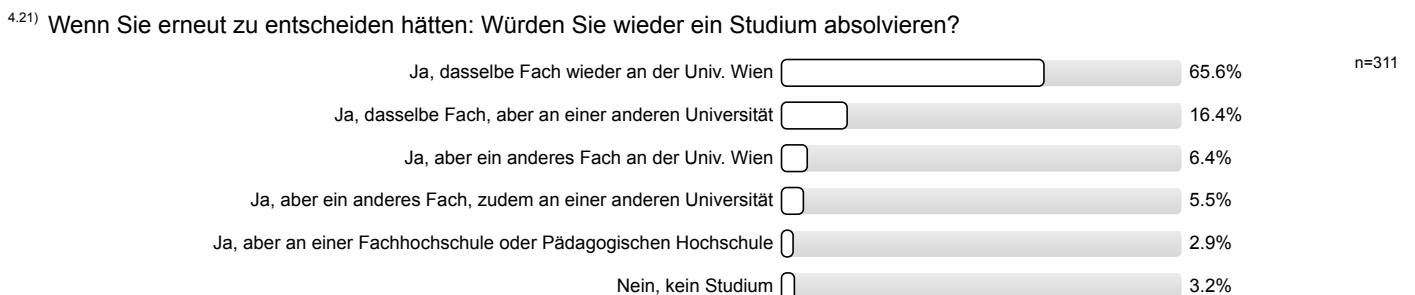 4.21) Wenn Sie erneut zu entscheiden hätten: Würden Sie wieder ein Studium absolvieren?
Ja, dasselbe Fach wieder an der Univ. Wien 65.6% n=311
Ja, dasselbe Fach, aber an einer anderen Universität 16.4%
Ja, aber ein anderes Fach an der Univ. Wien 6.4%
Ja, aber ein anderes Fach, zudem an einer anderen Universität 5.5%
Ja, aber an einer Fachhochschule oder Pädagogischen Hochschule 2.9%
Nein, kein Studium 3.2%